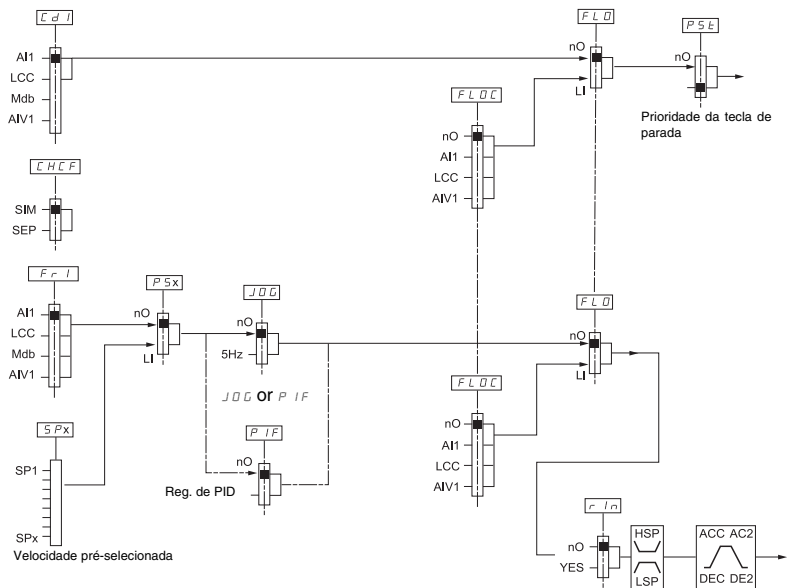 Cd1
AI1
LCC
Mdb
AIV1
FLO
nO
LI
PSt
nO
Prioridade da tecla de
parada
FLOC
nO
AI1
LCC
AIV1
CHCF
SIM
SEP
Fr1
AI1
LCC
Mdb
AIV1
PSx
nO
LI
JOG
nO
5Hz
JOG or PIF
FLO
nO
LI
FLOC
nO
AI1
LCC
AIV1
SPx
SP1
SPx
Velocidade pré-selecionada
PIF
nO
Reg. de PID
rIn
nO
YES
HSP
LSP
ACC AC2
DEC DE2